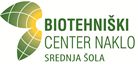 BIOTEHNIŠKI
CENTER NAKLO
SREDNJA ŠOLA